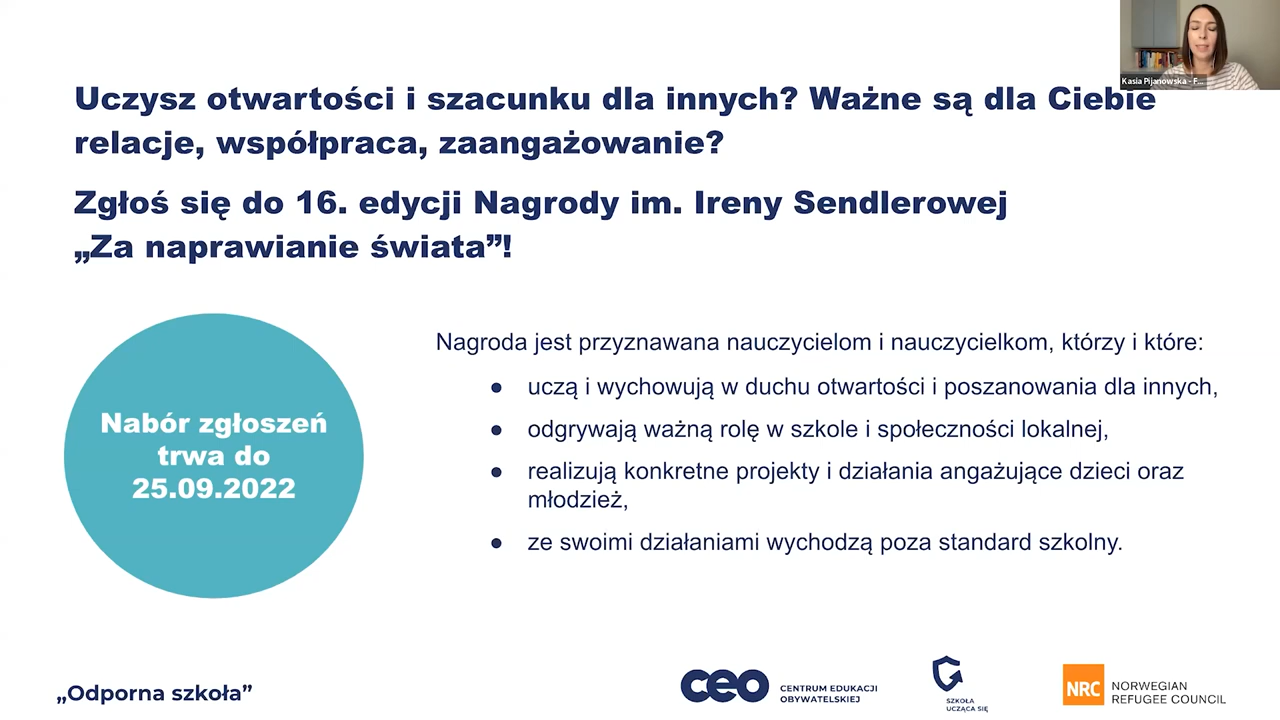 Kasia Pijanowska - F...
Uczysz otwartości i szacunku dla innych? Ważne są dla Ciebie
relacje, współpraca, zaangażowanie?
Zgłoś się do 16. edycji Nagrody im. Ireny Sendlerowej
„Za naprawianie świata”!
Nabór zgłoszeń
trwa do
25.09.2022
Nagroda jest przyznawana nauczycielom i nauczycielkom, którzy i które:
● uczą i wychowują w duchu otwartości i poszanowania dla innych,
● odgrywają ważną rolę w szkole i społeczności lokalnej,
● realizują konkretne projekty i działania angażujące dzieci oraz
młodzież,
● ze swoimi działaniami wychodzą poza standard szkolny.
„Odporna szkoła”
ceo
CENTRUM EDUKACJI
OBYWATELSKIEJ
SZKOŁA
UCZĄCA SIĘ
NRC
NORWEGIAN
REFUGEE COUNCIL